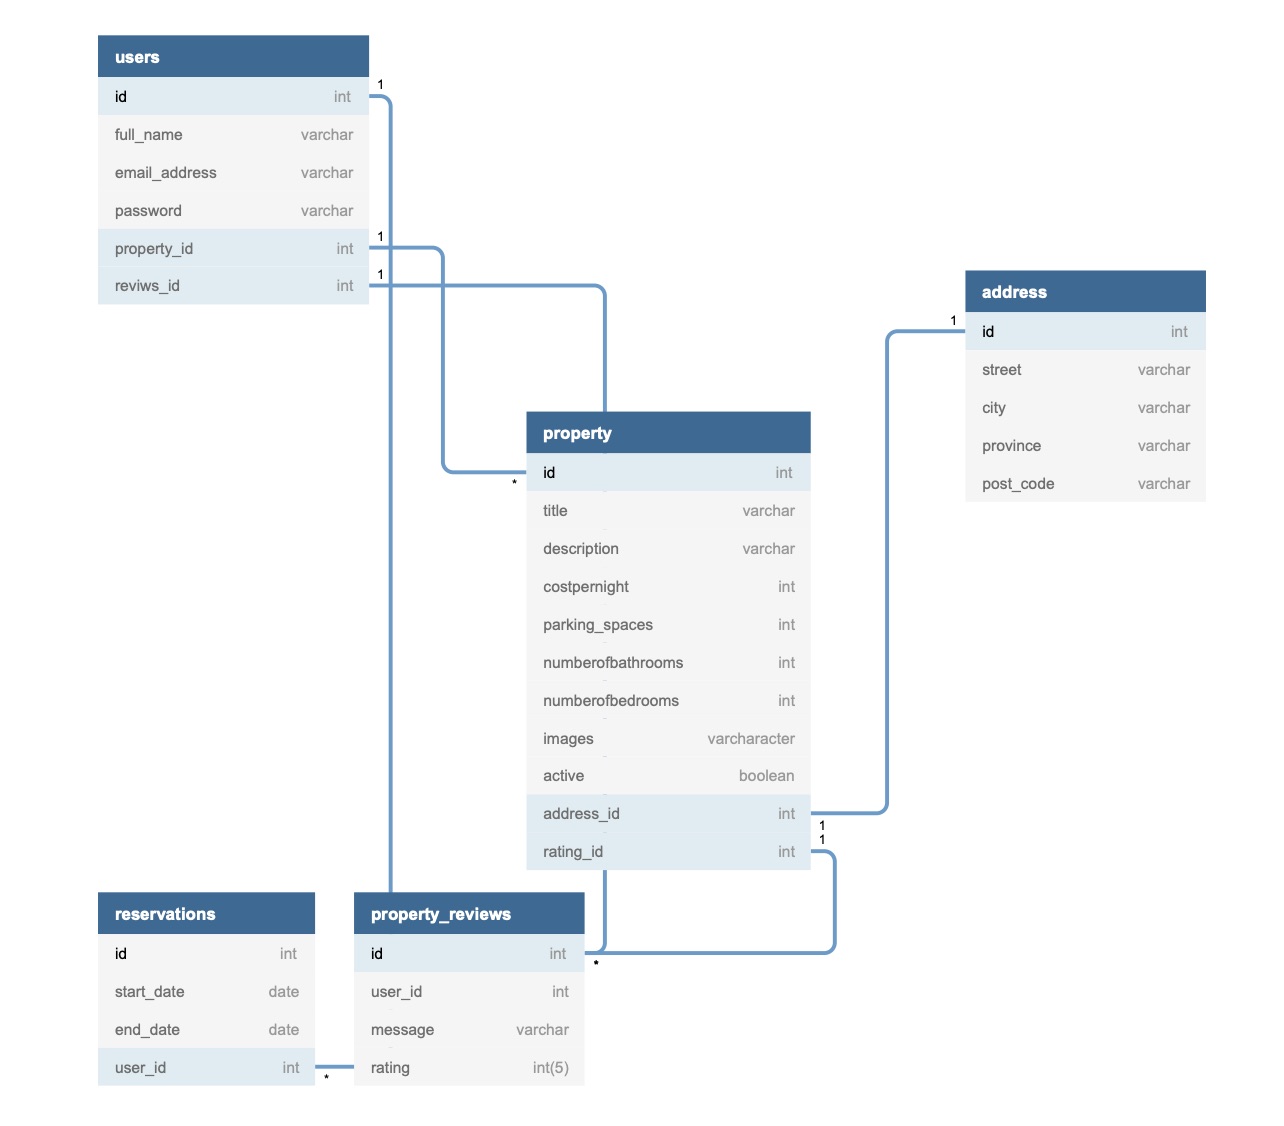 users
id int
1
full_name varchar
email_address varchar
password varchar
property_id int
1
reviws_id int
1
address
id int
1
street varchar
city varchar
province varchar
post_code varchar
property
id int
*
title varchar
description varchar
costpernight int
parking_spaces int
numberofbathrooms int
numberofbedrooms int
images varcharacter
active boolean
address_id int
1
rating_id int
1
reservations
id int
start_date date
end_date date
user_id int
*
property_reviews
id int
*
user_id int
message varchar
rating int(5)